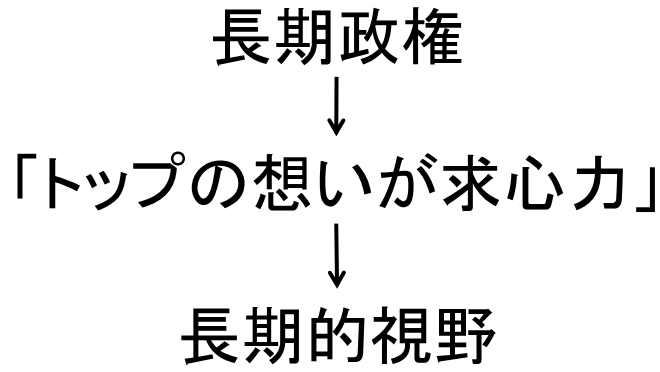 長期政権
「トップの想いが求心力」
長期的視野